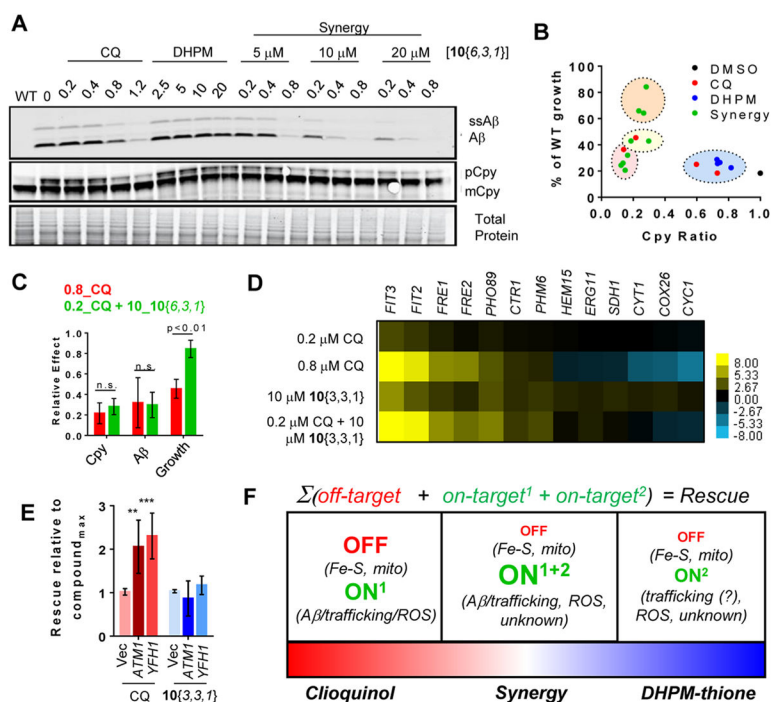 A
Synergy
CQ DHPM 5 μM 10 μM 20 μM [10{6,3,1}]
WT 0 0.2 0.4 0.8 1.2 2.5 5 10 20 0.2 0.4 0.8 0.2 0.4 0.8 0.2 0.4 0.8
ssAβ
Aβ
pCpy
mCpy
Total
Protein
B
% of WT growth
100
80
60
40
20
0
0.0 0.2 0.4 0.6 0.8 1.0
Cpy Ratio
DMSO
CQ
DHPM
Synergy
C
0.8_CQ
0.2_CQ + 10_10{6,3,1}
Relative Effect
1.0
0.8
0.6
0.4
0.2
0.0
n.s.
n.s.
p<0.01
Cpy
Aβ
Growth
D
FIT3 FIT2 FRE1 FRE2 PHO89 CTR1 PHM6 HEM15 ERG11 SDH1 CYT1 COX26 CYC1
0.2 μM CQ
0.8 μM CQ
10 μM 10{3,3,1}
0.2 μM CQ + 10
μM 10{3,3,1}
8.00
5.33
2.67
0.00
-2.67
-5.33
-8.00
E
Rescue relative to
compoundmax
3
2
1
0
** ***
Vec ATM1 YFH1 Vec ATM1 YFH1
CQ 10{3,3,1}
F
Σ(off-target + on-target¹ + on-target²) = Rescue
OFF
(Fe-S, mito)
ON¹
(Aβ/trafficking/ROS)
OFF
(Fe-S, mito)
ON¹⁺²
(Aβ/trafficking, ROS,
unknown)
OFF
(Fe-S, mito)
ON²
(trafficking (?),
ROS, unknown)
Clioquinol Synergy DHPM-thione